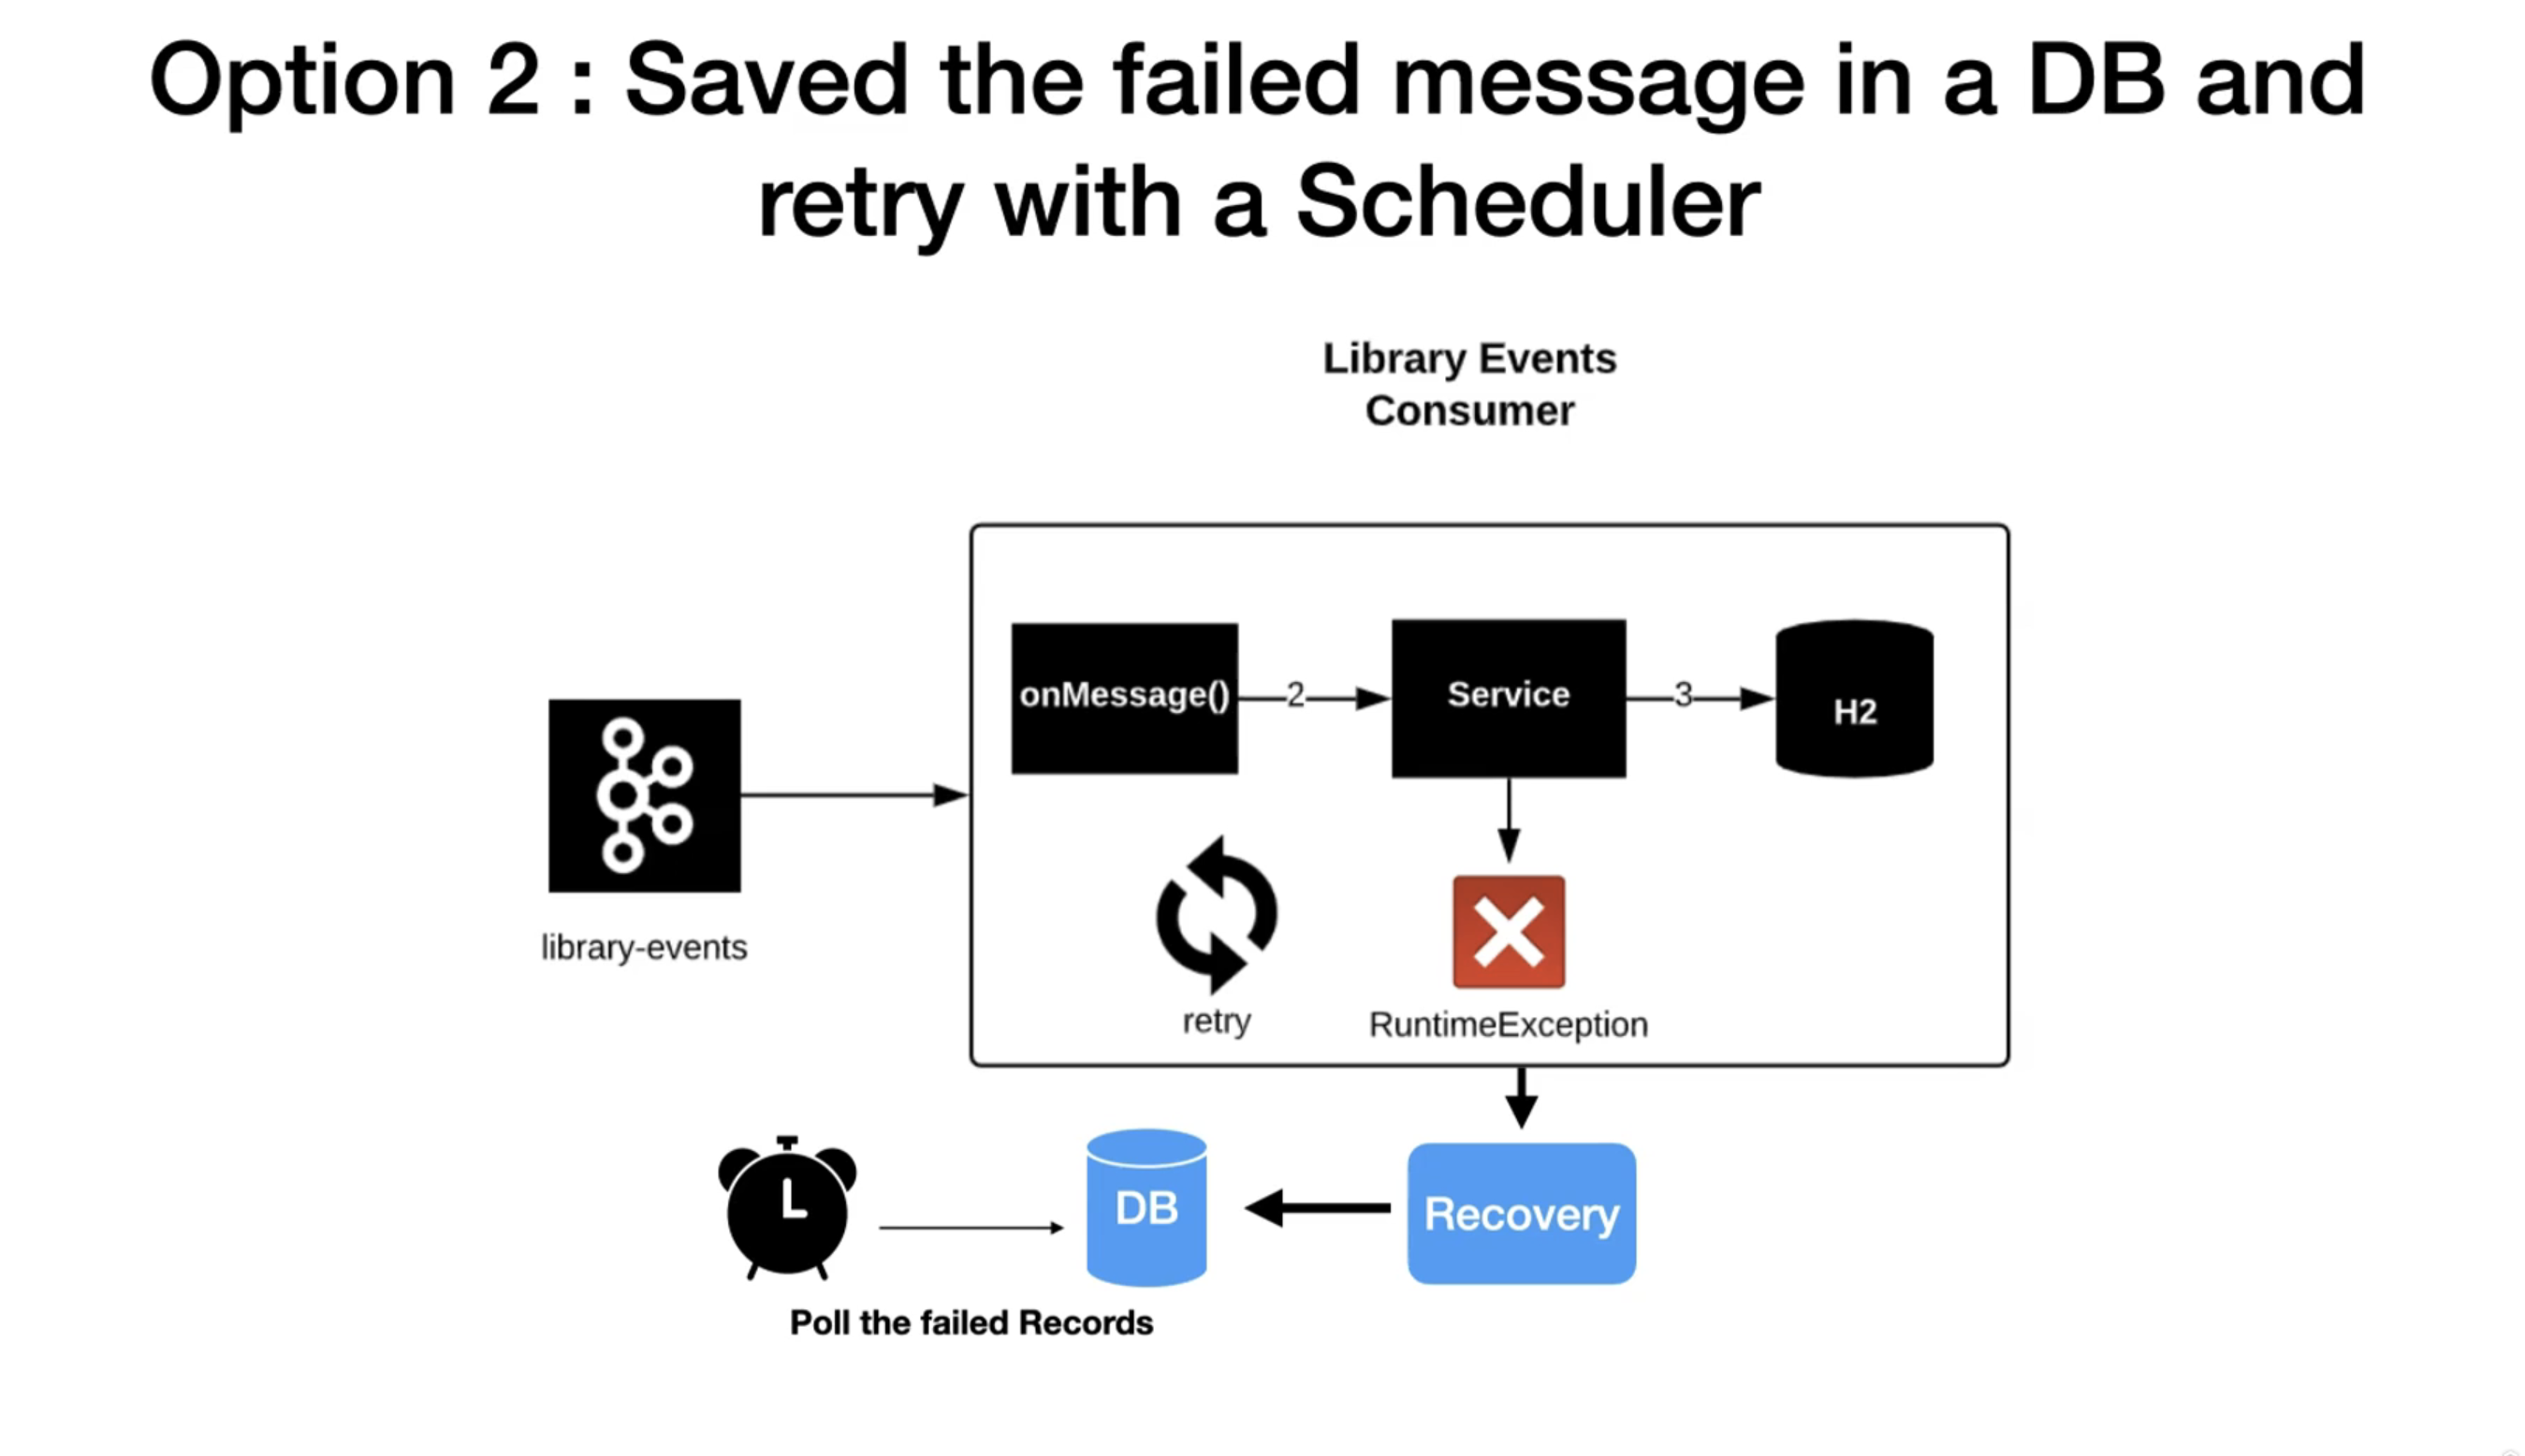 Option 2 : Saved the failed message in a DB and
retry with a Scheduler
Library Events
Consumer
onMessage()
2
Service
3
H2
library-events
retry
RuntimeException
DB
Recovery
Poll the failed Records